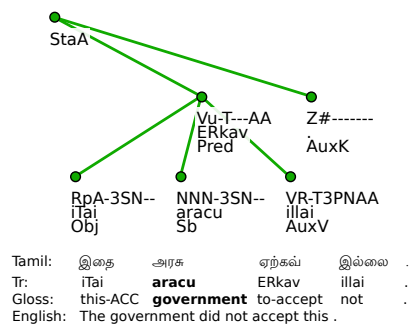 StaA
Vu-T---AA Z#-------
ERkav .
Pred AuxK
RpA-3SN-- NNN-3SN-- VR-T3PNAA
iTai aracu illai
Obj Sb AuxV
Tamil: இதை அரசு ஏற்கவ் இல்லை .
Tr: iTai aracu ERkav illai .
Gloss: this-ACC government to-accept not .
English: The government did not accept this .